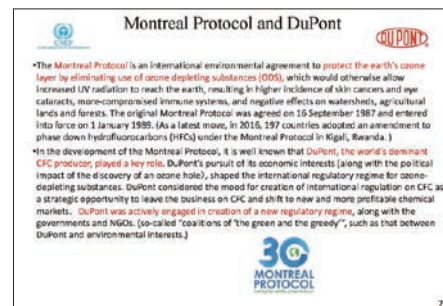 Montreal Protocol and DuPont
UNEP
DU PONT
•The Montreal Protocol is an international environmental agreement to protect the earth's ozone
layer by eliminating use of ozone depleting substances (ODS), which would otherwise allow
increased UV radiation to reach the earth, resulting in higher incidence of skin cancers and eye
cataracts, more-compromised immune systems, and negative effects on watersheds, agricultural
lands and forests. The original Montreal Protocol was agreed on 16 September 1987 and entered
into force on 1 January 1989. (As a latest move, in 2016, 197 countries adopted an amendment to
phase down hydrofluorocarbons (HFCs) under the Montreal Protocol in Kigali, Rwanda. )
•In the development of the Montreal Protocol, it is well known that DuPont, the world's dominant
CFC producer, played a key role. DuPont's pursuit of its economic interests (along with the political
impact of the discovery of an ozone hole), shaped the international regulatory regime for ozone-
depleting substances. DuPont considered the mood for creation of international regulation on CFC as
a strategic opportunity to leave the business on CFC and shift to new and more profitable chemical
markets. DuPont was actively engaged in creation of a new regulatory regime, along with the
governments and NGOs. (so-called "coalitions of 'the green and the greedy'", such as that between
DuPont and environmental interests.)
30
MONTREAL
PROTOCOL
7